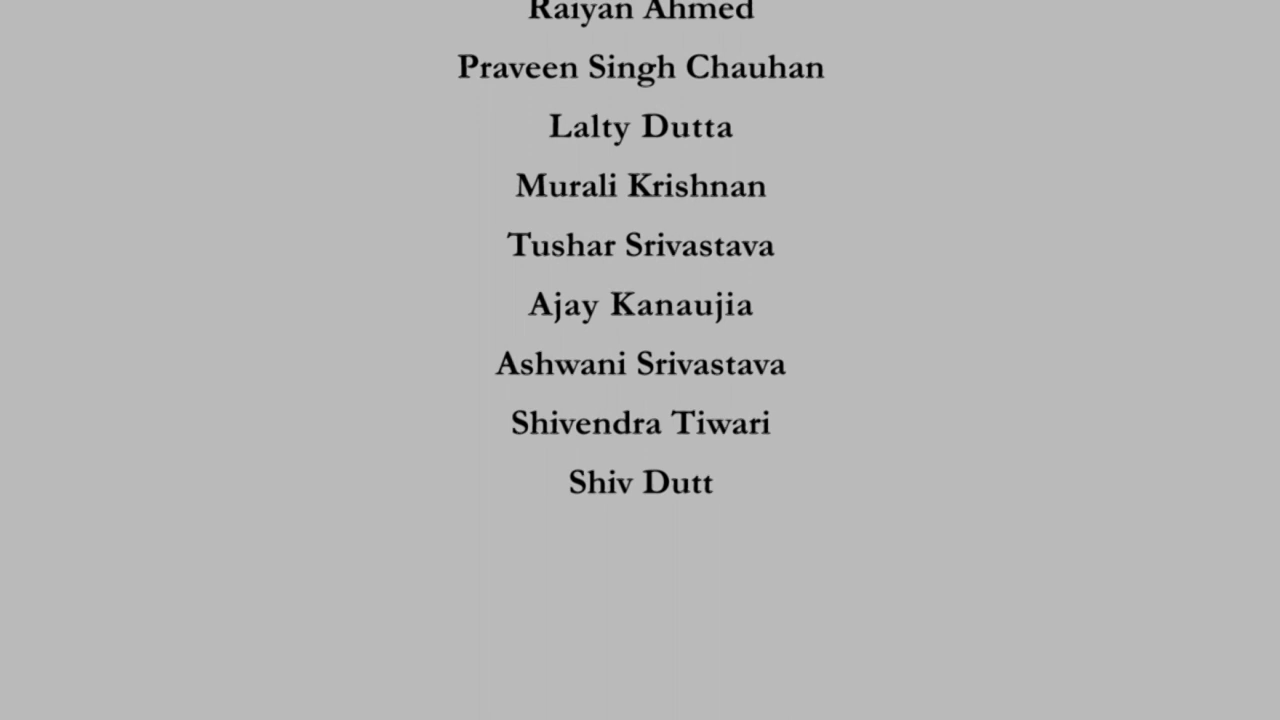 Raiyan Ahmed
Praveen Singh Chauhan
Lalty Dutta
Murali Krishnan
Tushar Srivastava
Ajay Kanaujia
Ashwani Srivastava
Shivendra Tiwari
Shiv Dutt